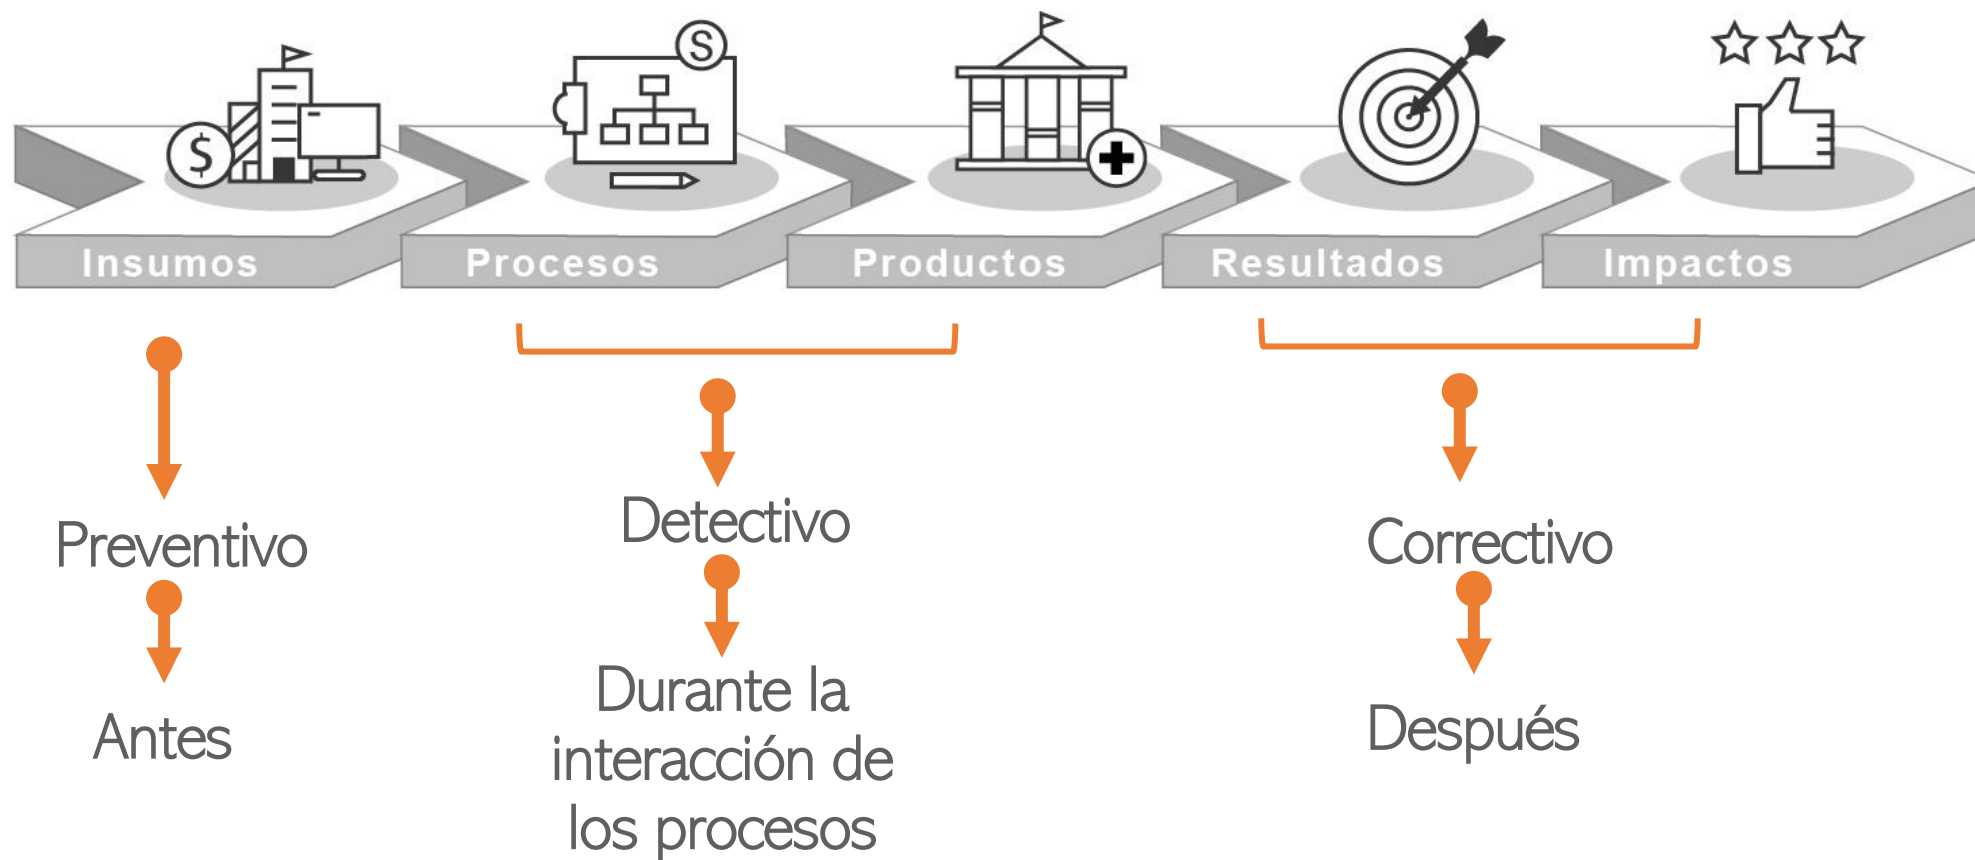 $
S
Insumos
Procesos
Productos
Resultados
Impactos
Preventivo
Detectivo
Correctivo
Antes
Durante la
interacción de
los procesos
Después